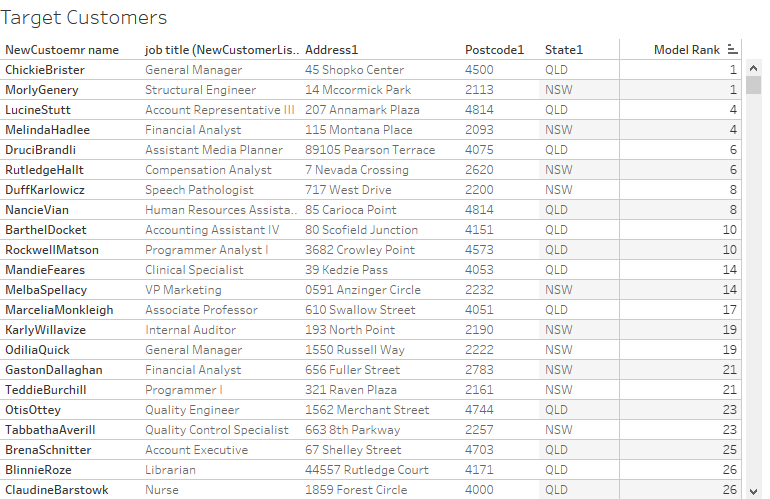 Target Customers
NewCustoemr name job title (NewCustomerLis.. Address1 Postcode1 State1 Model Rank
ChickieBrister General Manager 45 Shopko Center 4500 QLD 1
MorlyGenery Structural Engineer 14 Mccormick Park 2113 NSW 1
LucineStutt Account Representative III 207 Annamark Plaza 4814 QLD 4
MelindaHadlee Financial Analyst 115 Montana Place 2093 NSW 4
DruciBrandli Assistant Media Planner 89105 Pearson Terrace 4075 QLD 6
RutledgeHallt Compensation Analyst 7 Nevada Crossing 2620 NSW 6
DuffKarlowicz Speech Pathologist 717 West Drive 2200 NSW 8
NancieVian Human Resources Assista.. 85 Carioca Point 4814 QLD 8
BarthelDocket Accounting Assistant IV 80 Scofield Junction 4151 QLD 10
RockwellMatson Programmer Analyst I 3682 Crowley Point 4573 QLD 10
MandieFeares Clinical Specialist 39 Kedzie Pass 4053 QLD 14
MelbaSpellacy VP Marketing 0591 Anzinger Circle 2232 NSW 14
MarceliaMonkleigh Associate Professor 610 Swallow Street 4051 QLD 17
KarlyWillavize Internal Auditor 193 North Point 2190 NSW 19
OdiliaQuick General Manager 1550 Russell Way 2222 NSW 19
GastonDallaghan Financial Analyst 656 Fuller Street 2783 NSW 21
TeddieBurchill Programmer I 321 Raven Plaza 2161 NSW 21
OtisOttey Quality Engineer 1562 Merchant Street 4744 QLD 23
TabbathaAverill Quality Control Specialist 663 8th Parkway 2257 NSW 23
BrenaSchnitter Account Executive 67 Shelley Street 4703 QLD 25
BlinnieRoze Librarian 44557 Rutledge Court 4171 QLD 26
ClaudineBarstowk Nurse 1859 Forest Circle 4000 QLD 26